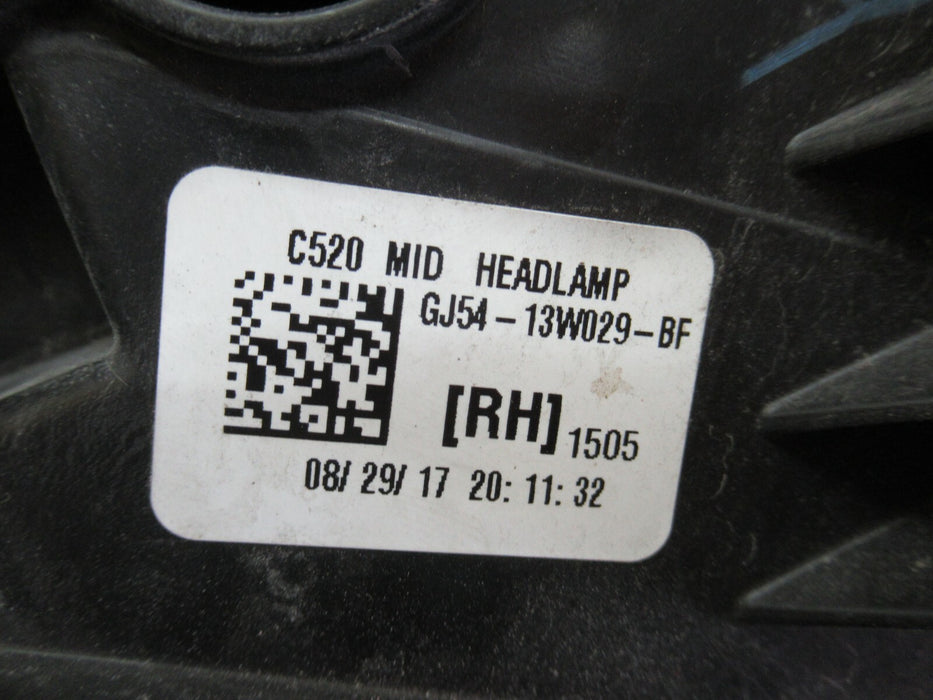 C520 MID HEADLAMP
GJ54-13W029-BF
[RH] 1505
08/ 29/ 17 20: 11: 32